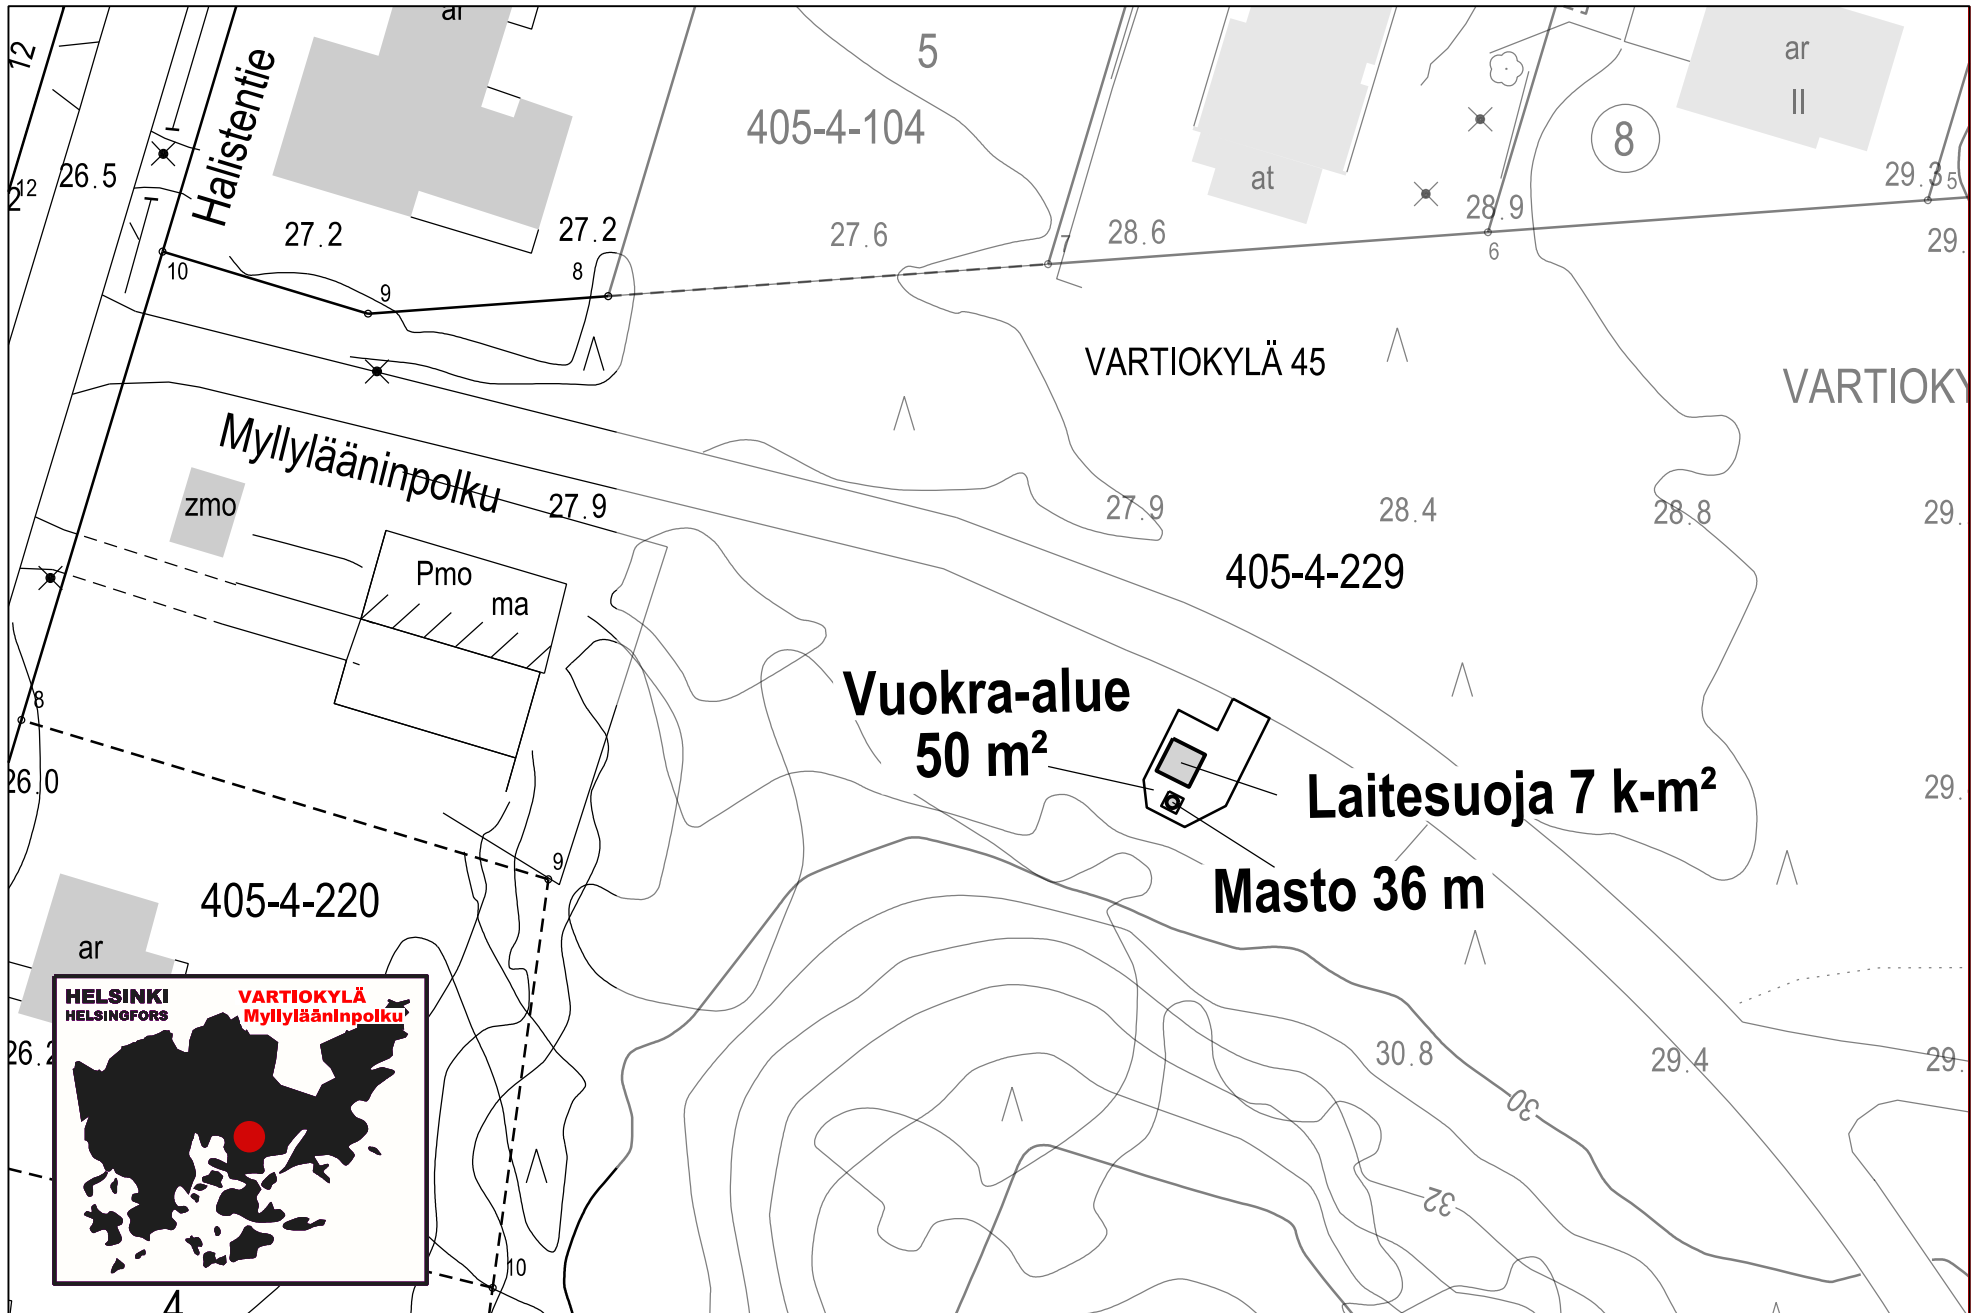 ar
12
5
ar
II
Halistentie
405-4-104
8
26.5
12
at
29.3
5
28.9
27.2
27.2
27.6
28.6
7
6
29.
10
8
9
VARTIOKYLÄ 45
VARTIOKY
Myllylääninpolku
zmo
27.9
27.9
28.4
28.8
29.
Pmo
ma
405-4-229
8
Vuokra-alue
50 m²
26.0
Laitesuoja 7 k-m²
29.
9
405-4-220
Masto 36 m
ar
HELSINKI
HELSINGFORS
VARTIOKYLÄ
Myllylääninpolku
26.2
30.8
29.4
29.
30
32
10
4